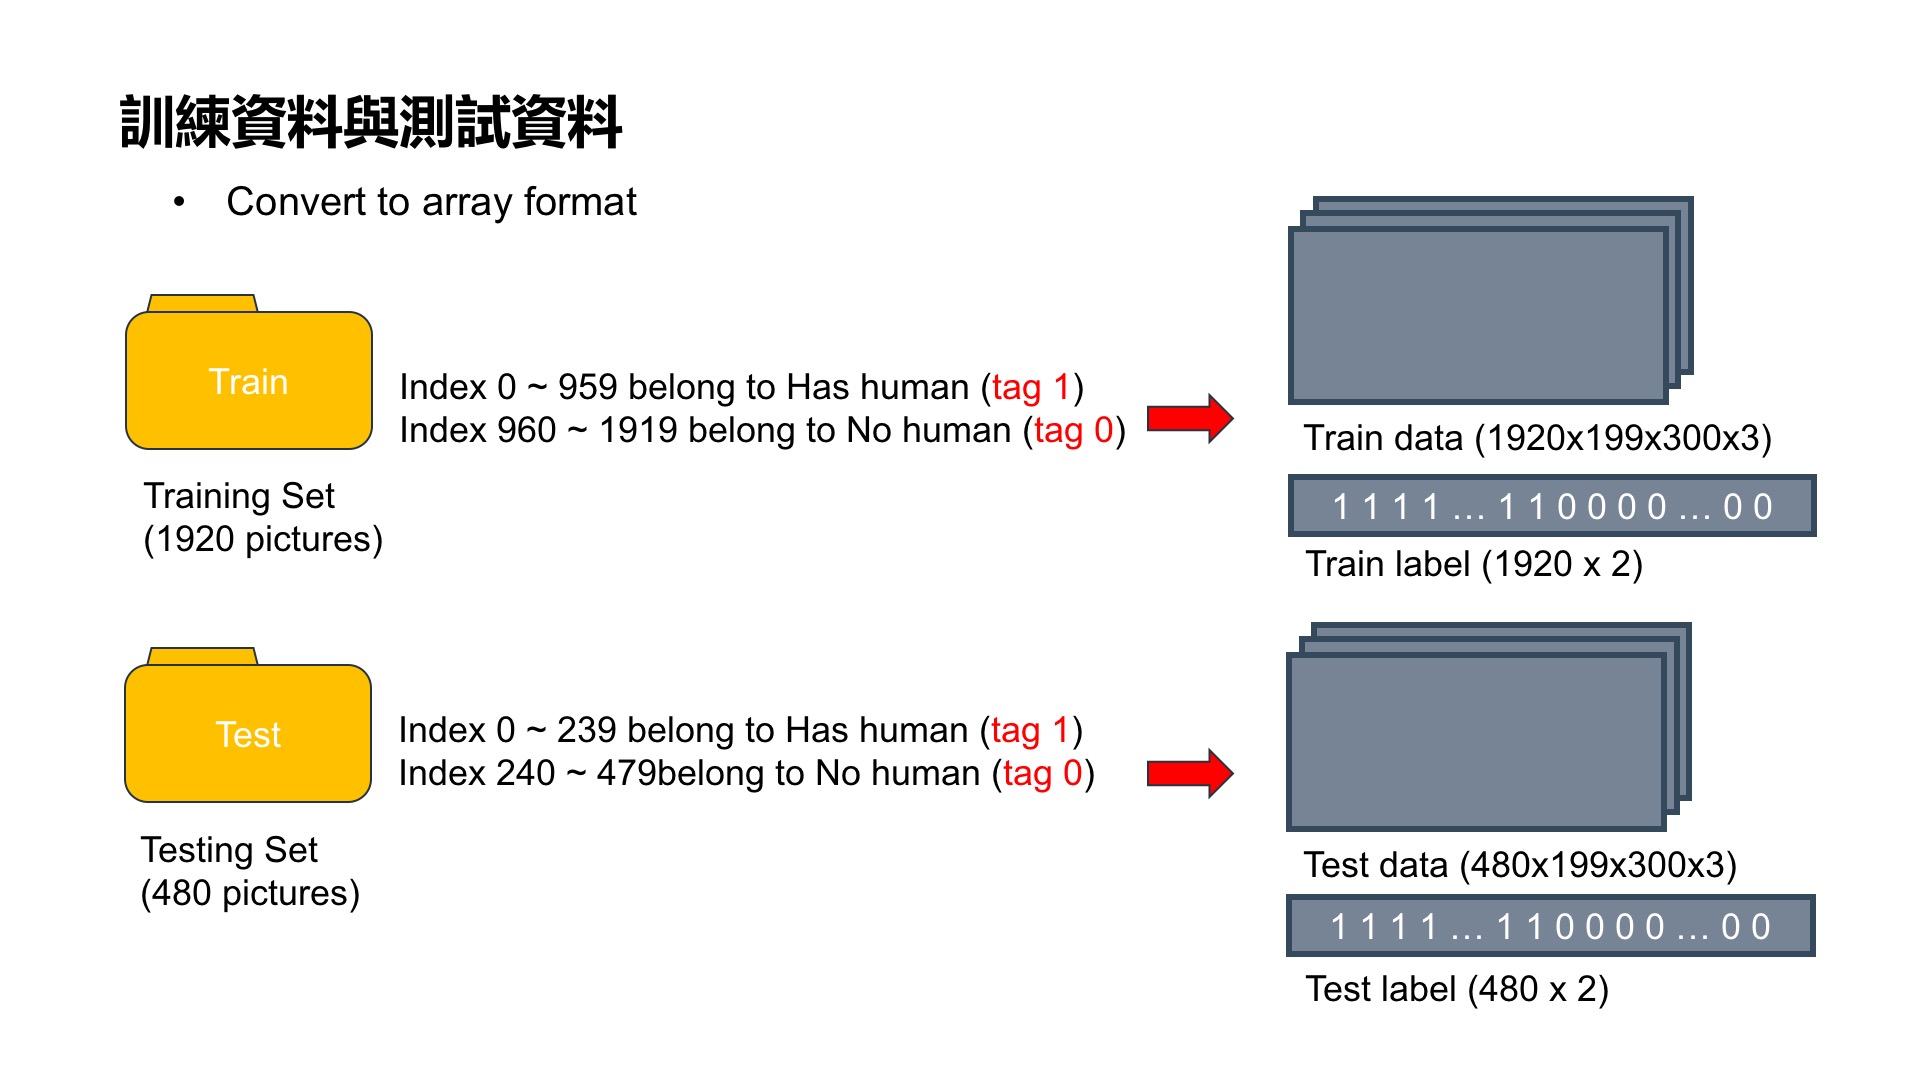 訓練資料與測試資料
• Convert to array format
Train
Index 0 ~ 959 belong to Has human (tag 1)
Index 960 ~ 1919 belong to No human (tag 0)
Training Set
(1920 pictures)
Train data (1920x199x300x3)
1 1 1 1 … 1 1 0 0 0 0 … 0 0
Train label (1920 x 2)
Test
Index 0 ~ 239 belong to Has human (tag 1)
Index 240 ~ 479belong to No human (tag 0)
Testing Set
(480 pictures)
Test data (480x199x300x3)
1 1 1 1 … 1 1 0 0 0 0 … 0 0
Test label (480 x 2)